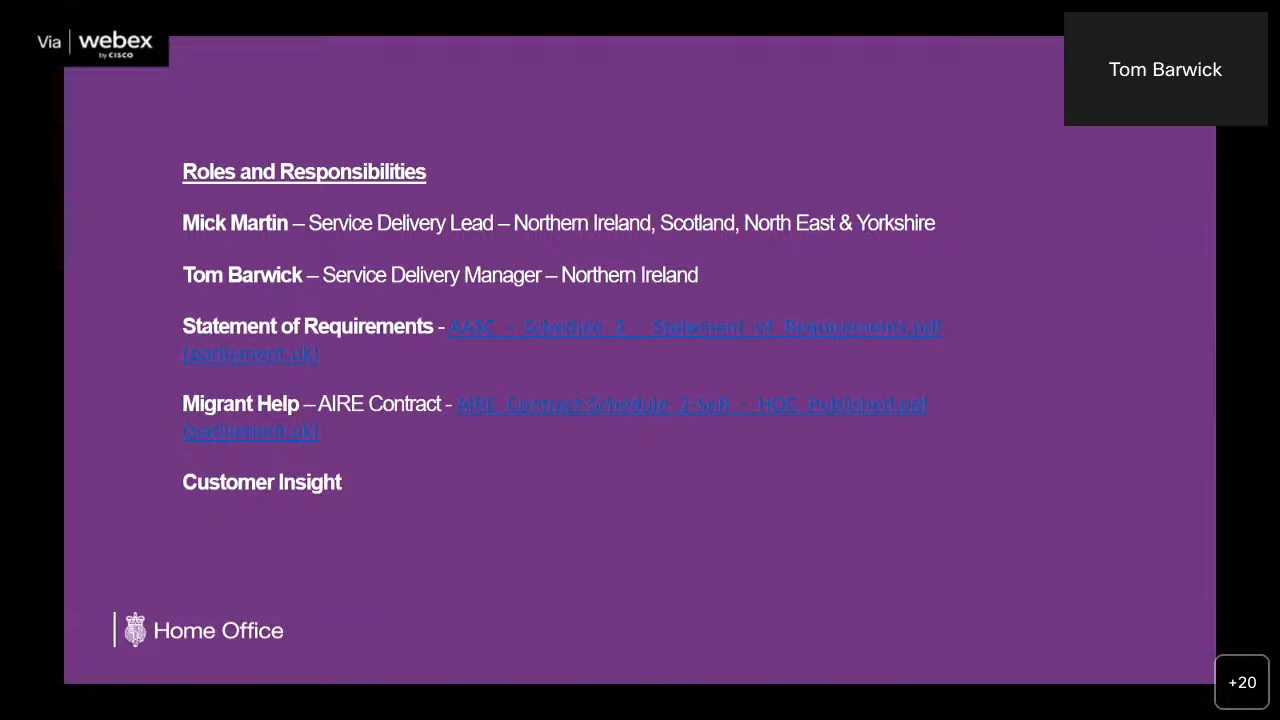 Via webex
by CISCO
Tom Barwick
Roles and Responsibilities
Mick Martin – Service Delivery Lead – Northern Ireland, Scotland, North East & Yorkshire
Tom Barwick – Service Delivery Manager – Northern Ireland
Statement of Requirements - AASC - Schedule 2 - Statement of Requirements.pdf
(parliament.uk)
Migrant Help – AIRE Contract - AIRE Contract-Schedule 2-SoR - HOC Published.pdf
(parliament.uk)
Customer Insight
Home Office
+20